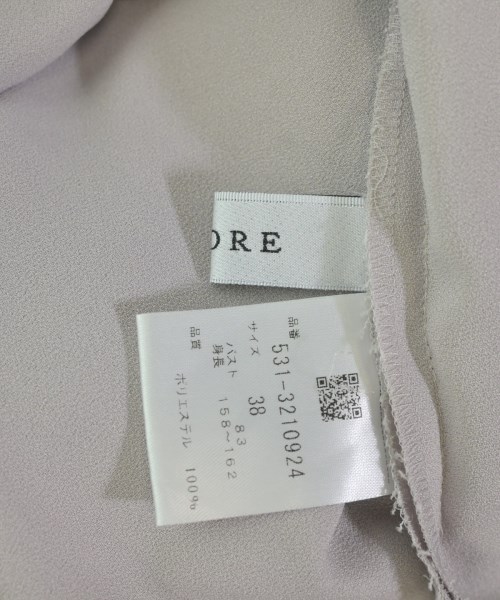 ORE
品番
531-3210924
サイズ 38
バスト 83
身長 158～162
品質 ポリエステル 100%